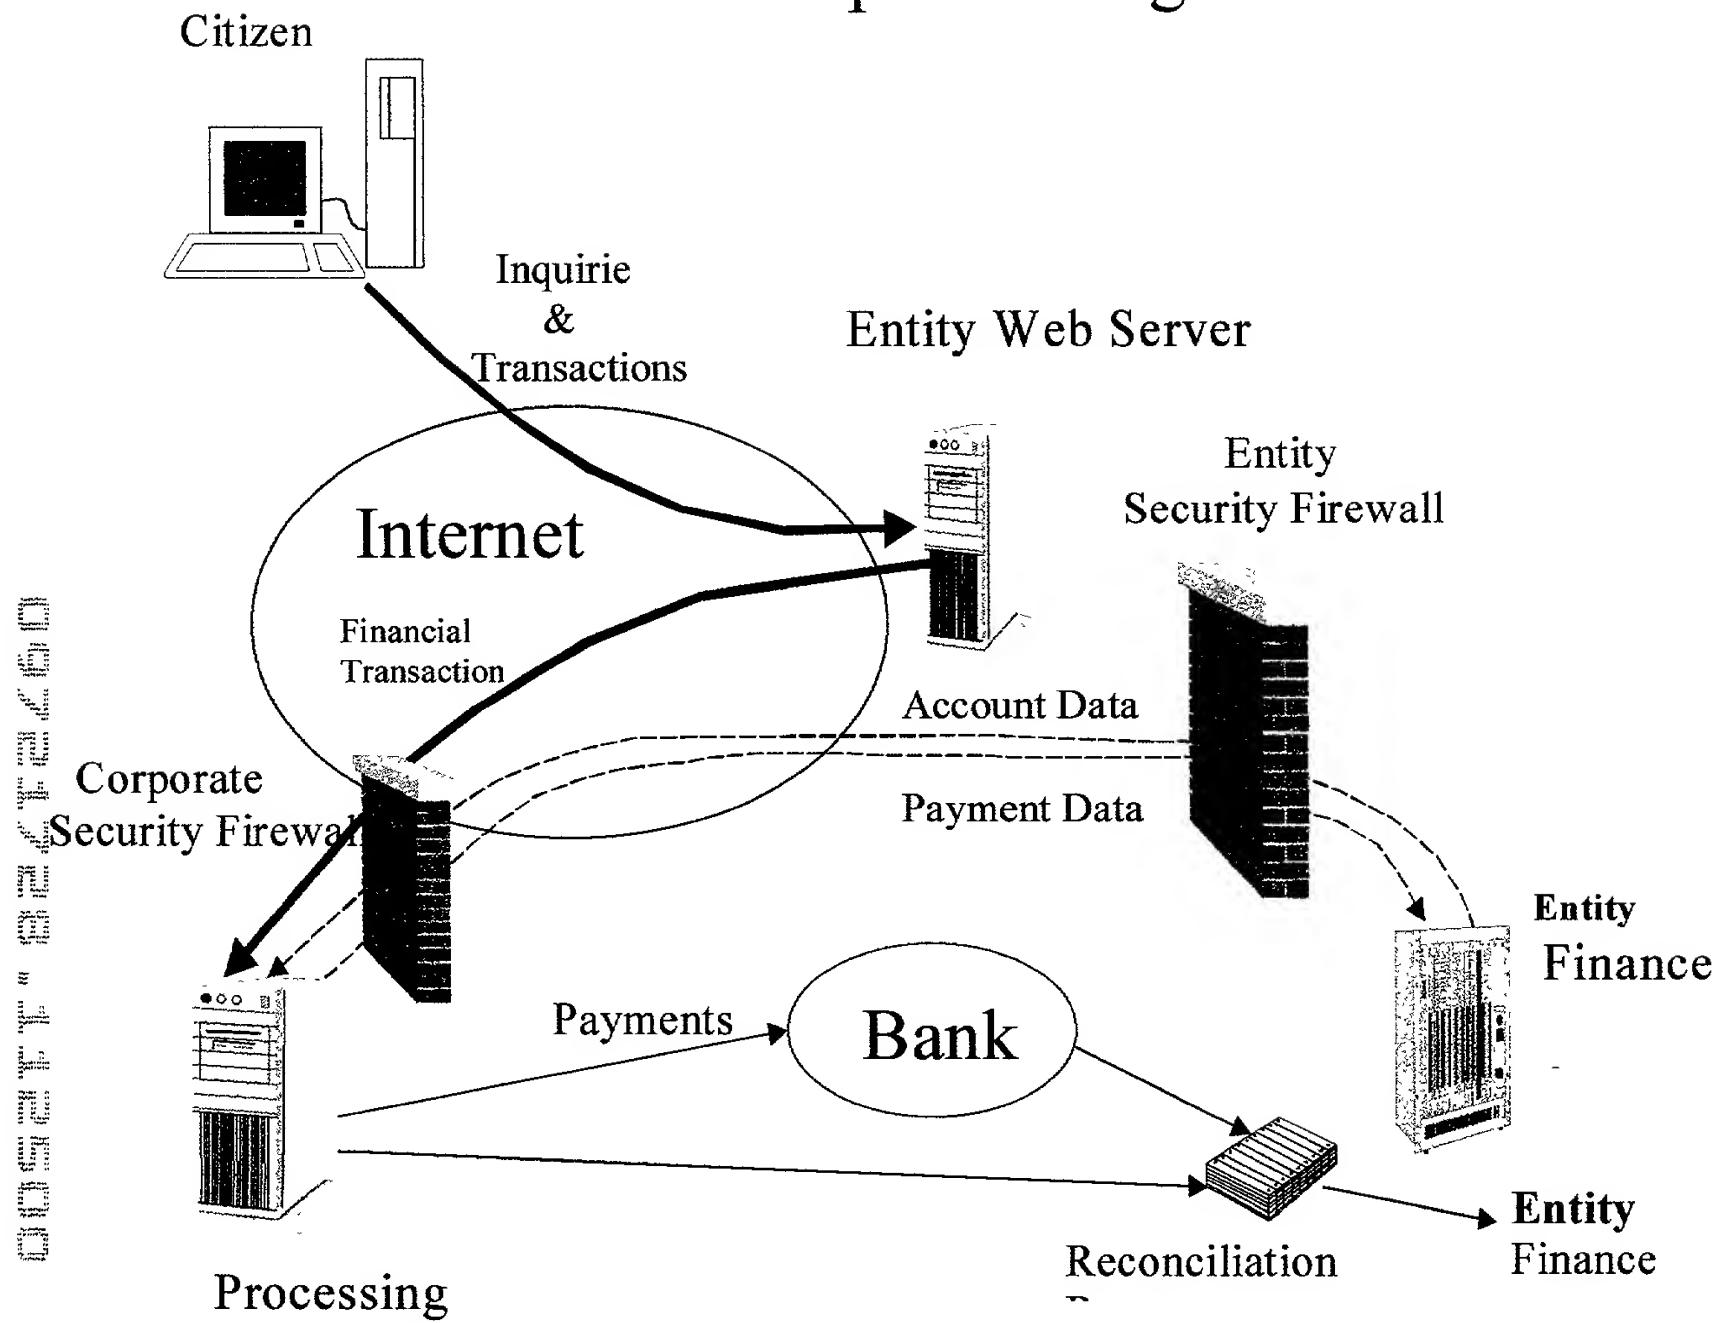 Citizen
Inquirie
&
Transactions
Entity Web Server
Entity
Security Firewall
Internet
Financial
Transaction
Account Data
Corporate
Security Firewall
Payment Data
Entity
Finance
Payments
Bank
Entity
Finance
Reconciliation
Processing